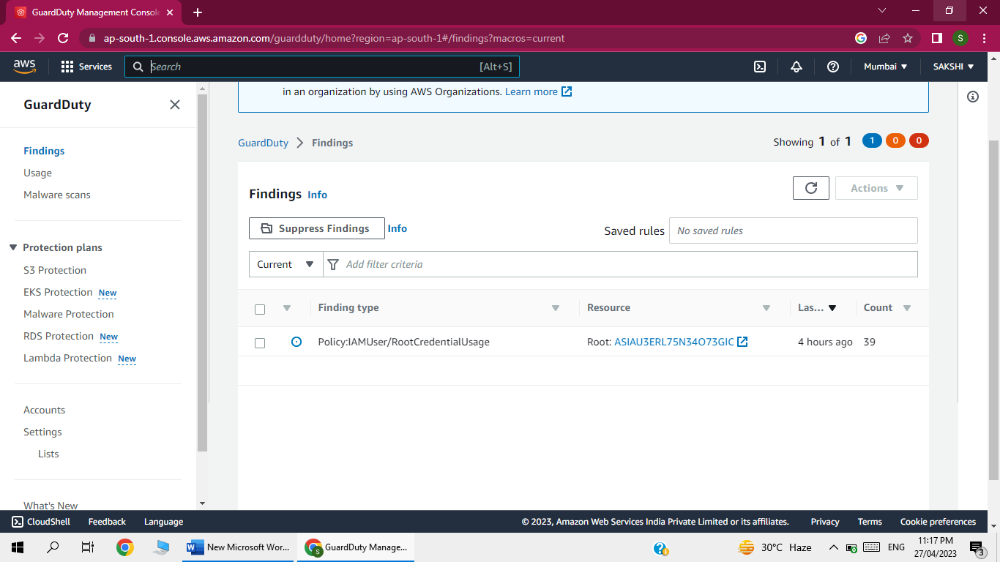 GuardDuty Management Console
ap-south-1.console.aws.amazon.com/guardduty/home?region=ap-south-1#/findings?macros=current
S
aws
Services
Search
[Alt+S]
Mumbai
SAKSHI
GuardDuty
Findings
Usage
Malware scans
Protection plans
S3 Protection
EKS Protection New
Malware Protection
RDS Protection New
Lambda Protection New
Accounts
Settings
Lists
What's New
in an organization by using AWS Organizations. Learn more
GuardDuty > Findings
Showing 1 of 1 1 0 0
Findings Info
Actions
Suppress Findings Info
Saved rules No saved rules
Current Add filter criteria
Finding type Resource Las... Count
Policy:IAMUser/RootCredentialUsage Root: ASIAU3ERL75N34O73GIC 4 hours ago 39
CloudShell Feedback Language © 2023, Amazon Web Services India Private Limited or its affiliates. Privacy Terms Cookie preferences
New Microsoft Wor... GuardDuty Manage... 30°C Haze ENG
11:17 PM
27/04/2023
3